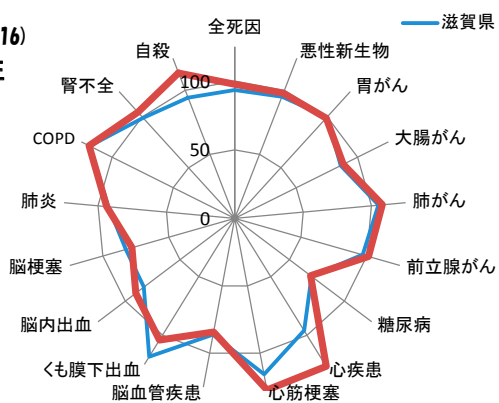 16)
滋賀県
全死因
悪性新生物
胃がん
大腸がん
肺がん
前立腺がん
糖尿病
心疾患
心筋梗塞
脳血管疾患
くも膜下出血
脳内出血
脳梗塞
肺炎
COPD
腎不全
自殺
100
50
0